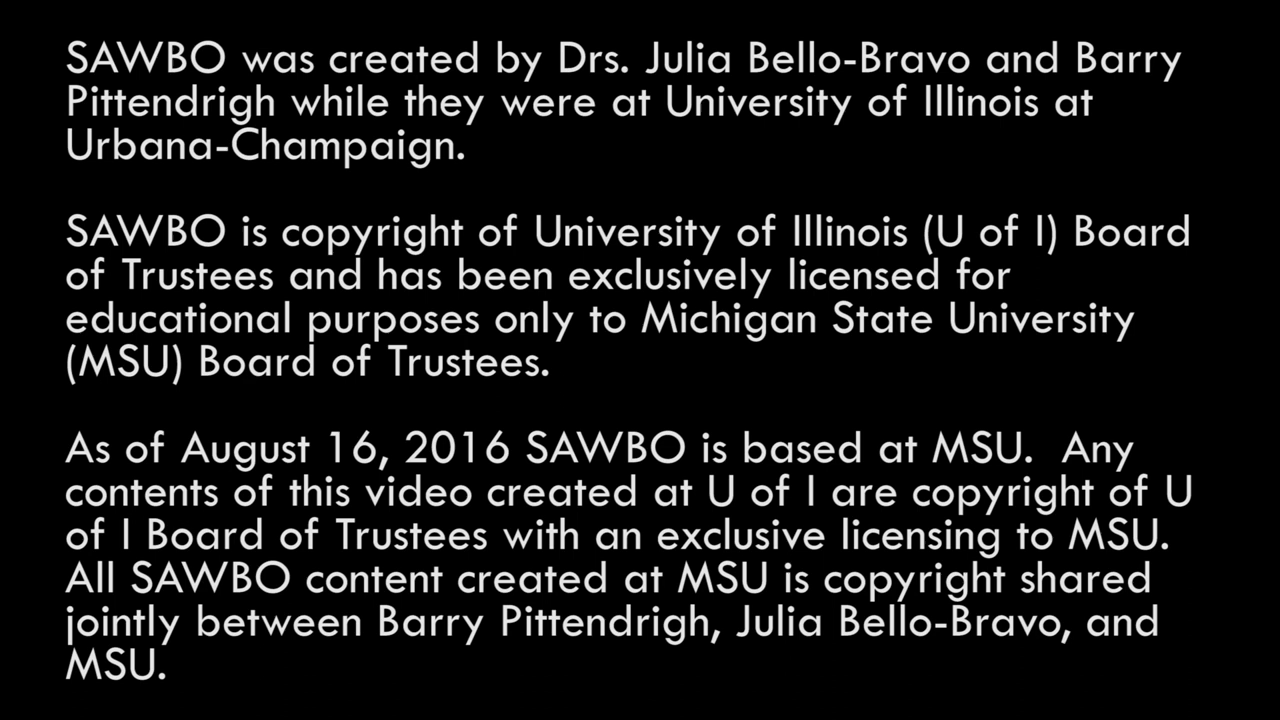 SAWBO was created by Drs. Julia Bello-Bravo and Barry
Pittendrigh while they were at University of Illinois at
Urbana-Champaign.
SAWBO is copyright of University of Illinois (U of I) Board
of Trustees and has been exclusively licensed for
educational purposes only to Michigan State University
(MSU) Board of Trustees.
As of August 16, 2016 SAWBO is based at MSU.  Any
contents of this video created at U of I are copyright of U
of I Board of Trustees with an exclusive licensing to MSU.
All SAWBO content created at MSU is copyright shared
jointly between Barry Pittendrigh, Julia Bello-Bravo, and
MSU.